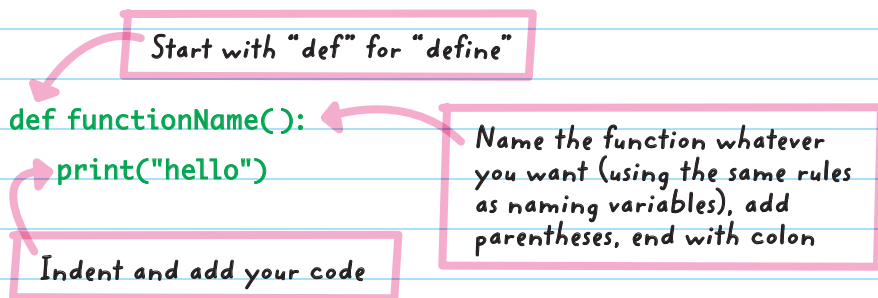 Start with “def” for “define”
def functionName():
print("hello")
Name the function whatever
you want (using the same rules
as naming variables), add
parentheses, end with colon
Indent and add your code